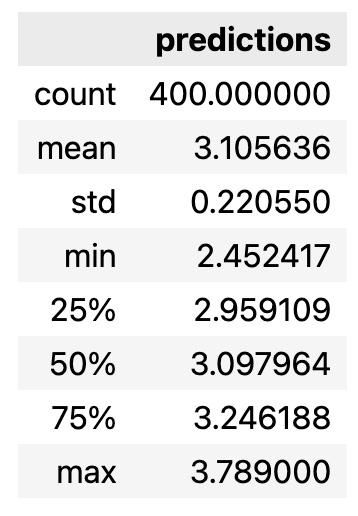 predictions
count 400.000000
mean 3.105636
std 0.220550
min 2.452417
25% 2.959109
50% 3.097964
75% 3.246188
max 3.789000